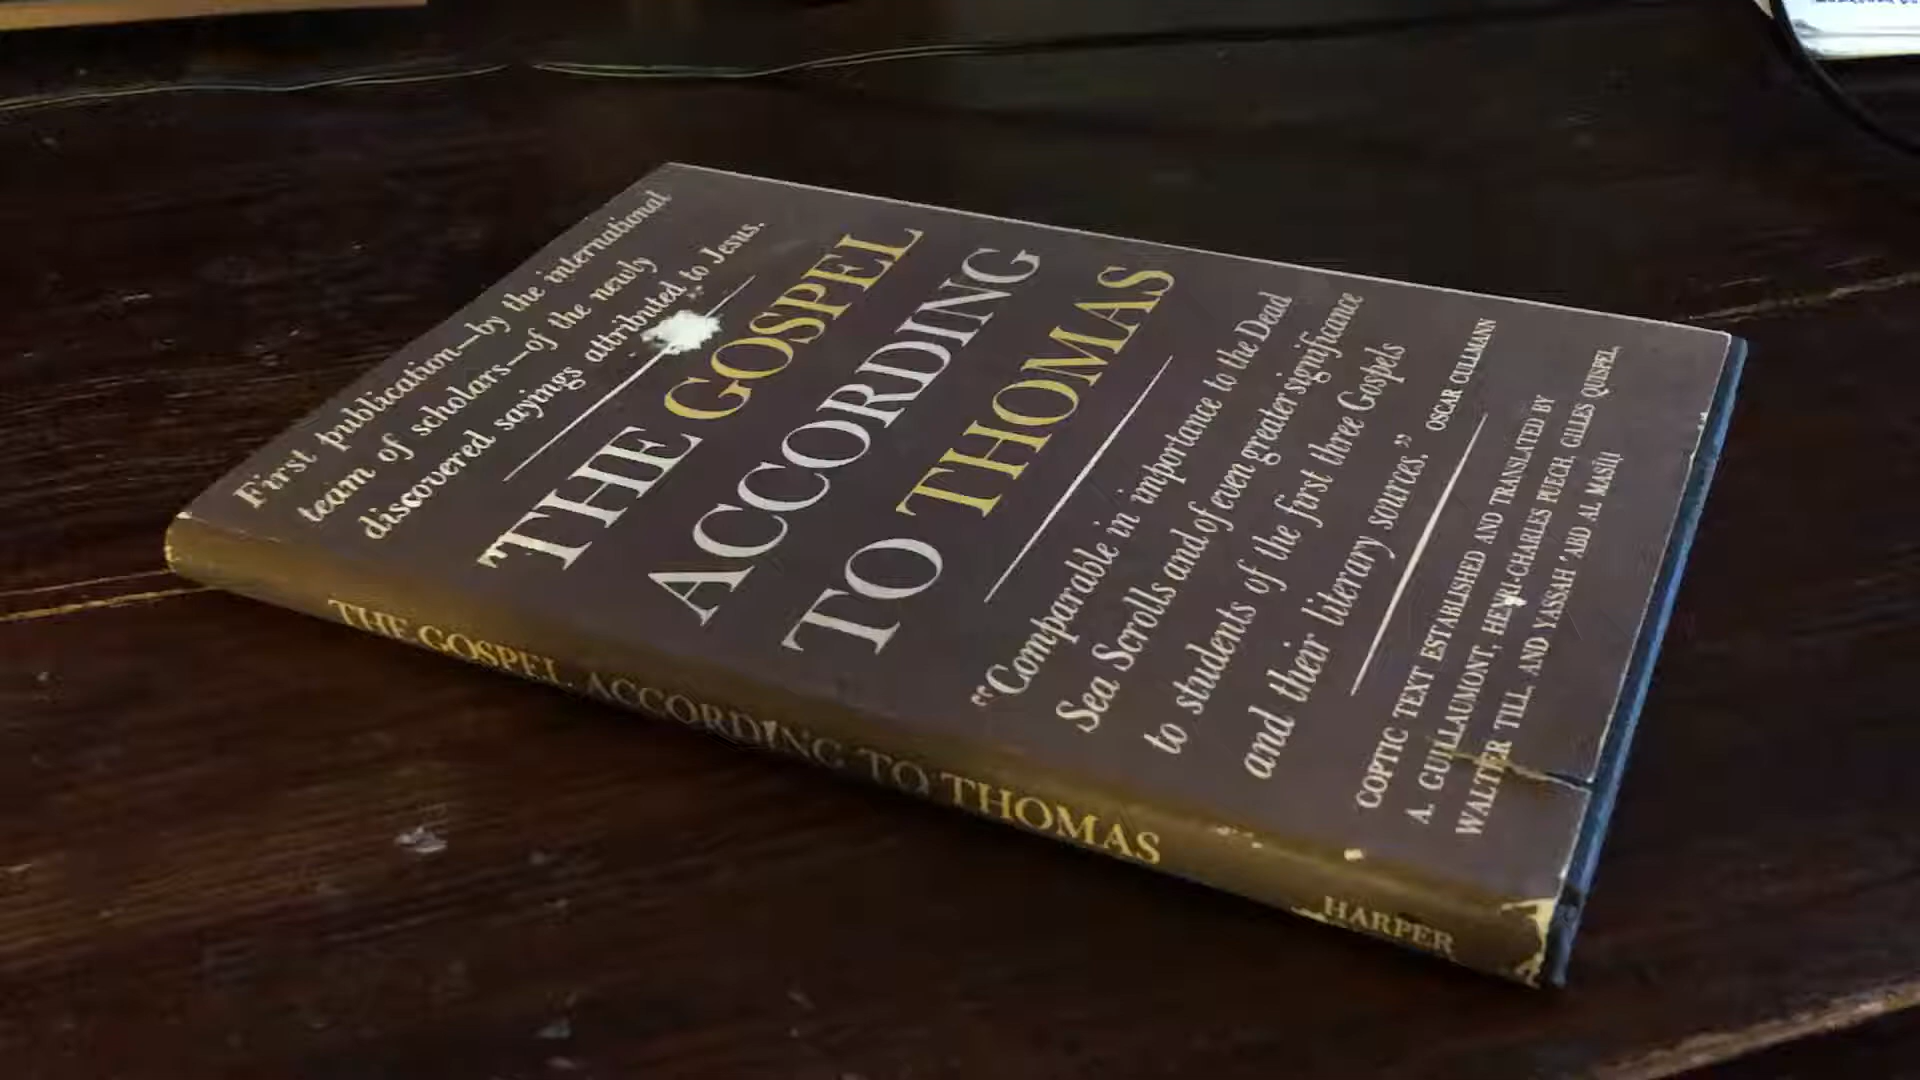 First publication—by the international
team of scholars—of the newly
discovered sayings attributed to Jesus.
THE GOSPEL
ACCORDING
TO THOMAS
“Comparable in importance to the Dead
Sea Scrolls and of even greater significance
to students of the first three Gospels
and their literary sources.” OSCAR CULLMANN
COPTIC TEXT ESTABLISHED AND TRANSLATED BY
A. GUILLAUMONT, HENRI-CHARLES PUECH, GILLES QUISPEL,
WALTER TILL, AND YASSAH ʻABD AL MASĪḤ
THE GOSPEL ACCORDING TO THOMAS
HARPER